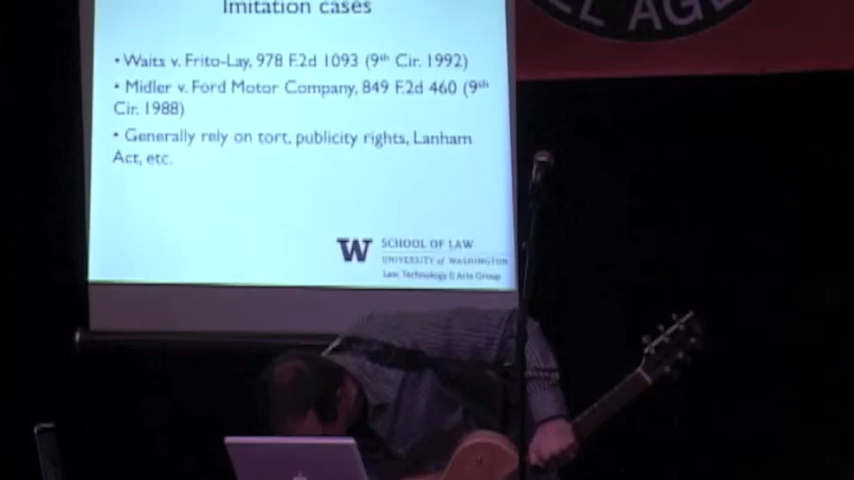 LL AGE
Imitation cases
• Waits v. Frito-Lay, 978 F.2d 1093 (9th Cir. 1992)
• Midler v. Ford Motor Company, 849 F.2d 460 (9th
Cir. 1988)
• Generally rely on tort, publicity rights, Lanham
Act, etc.
W
SCHOOL OF LAW
UNIVERSITY of WASHINGTON
Law, Technology & Arts Group